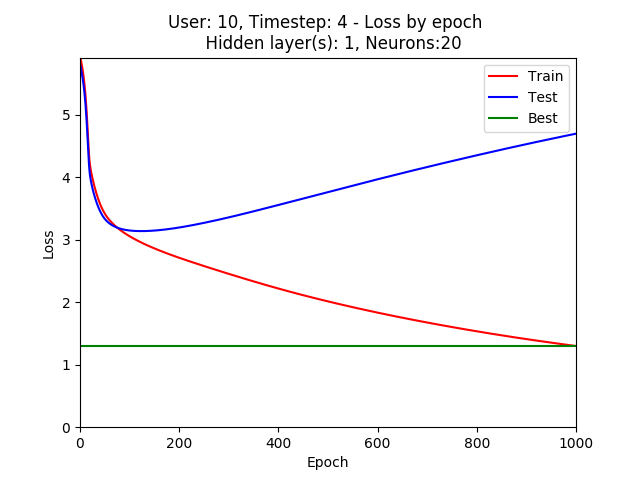 User: 10, Timestep: 4 - Loss by epoch
Hidden layer(s): 1, Neurons:20
Train
Test
Best
5
4
3
2
1
0
Loss
0 200 400 600 800 1000
Epoch